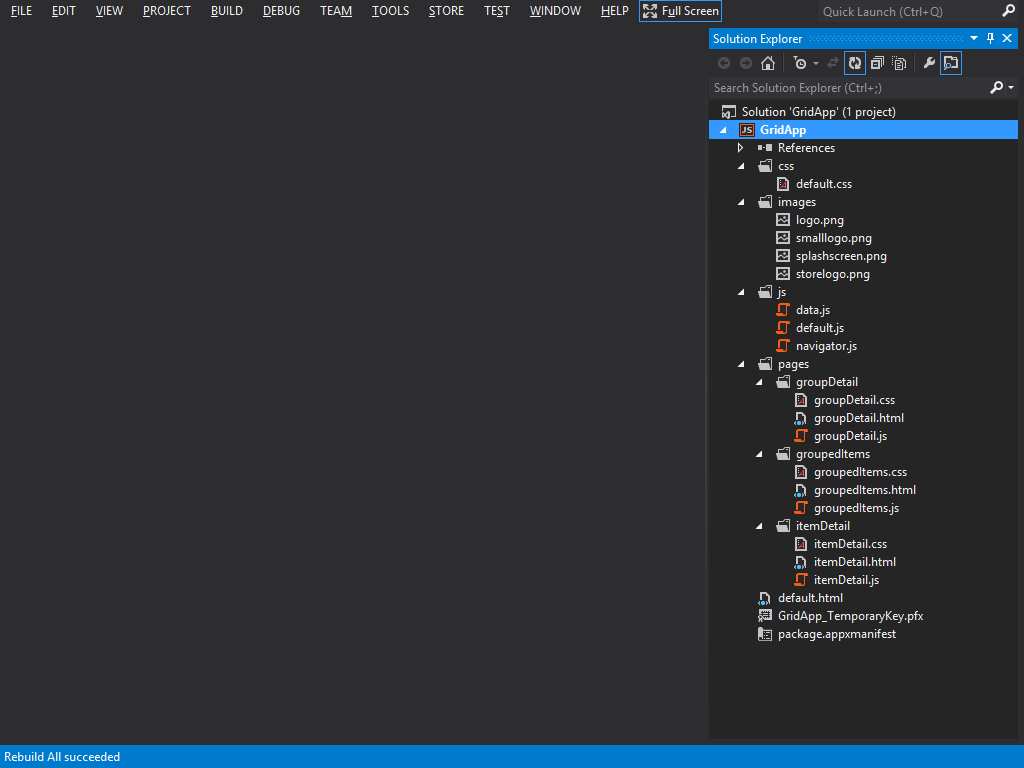 FILE EDIT VIEW PROJECT BUILD DEBUG TEAM TOOLS STORE TEST WINDOW HELP Full Screen Quick Launch (Ctrl+Q)
Solution Explorer
Search Solution Explorer (Ctrl+;)
Solution 'GridApp' (1 project)
JS GridApp
References
css
default.css
images
logo.png
smalllogo.png
splashscreen.png
storelogo.png
js
data.js
default.js
navigator.js
pages
groupDetail
groupDetail.css
groupDetail.html
groupDetail.js
groupedItems
groupedItems.css
groupedItems.html
groupedItems.js
itemDetail
itemDetail.css
itemDetail.html
itemDetail.js
default.html
GridApp_TemporaryKey.pfx
package.appxmanifest
Rebuild All succeeded